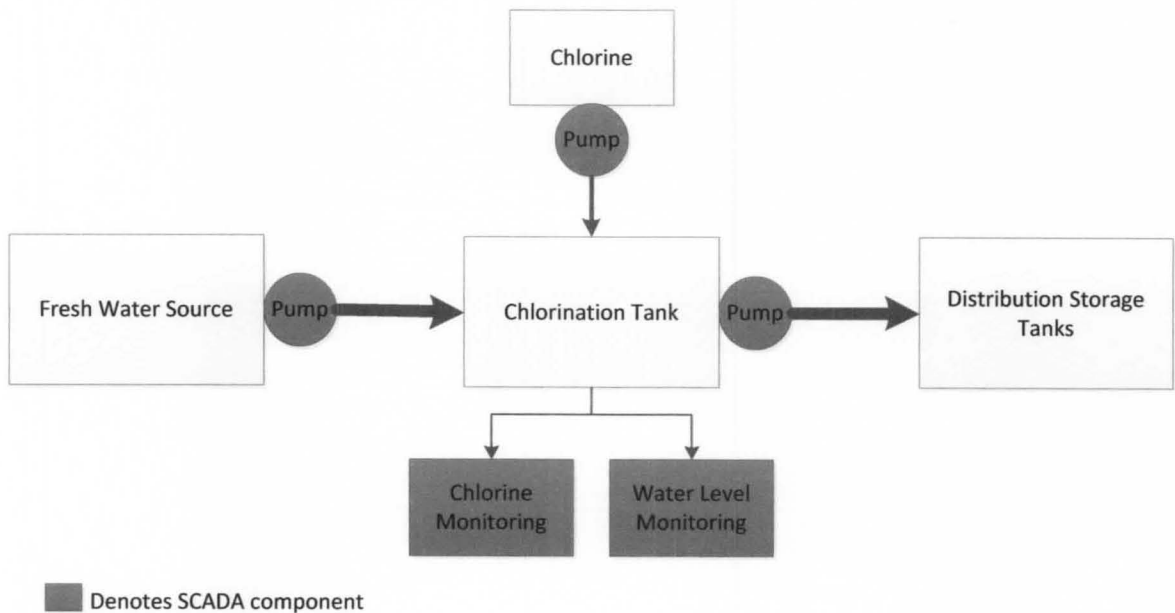 Chlorine
Pump
Fresh Water Source
Pump
Chlorination Tank
Pump
Distribution Storage
Tanks
Chlorine
Monitoring
Water Level
Monitoring
Denotes SCADA component